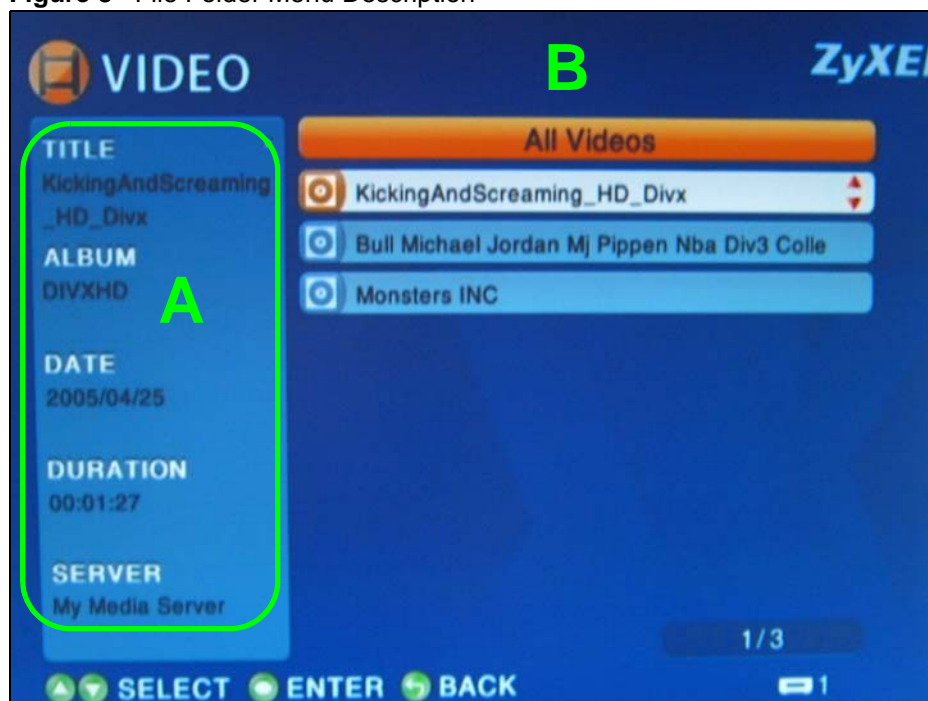 VIDEO
B
ZyXEL
TITLE
KickingAndScreaming
_HD_Divx
ALBUM
DIVXHD
A
DATE
2005/04/25
DURATION
00:01:27
SERVER
My Media Server
All Videos
KickingAndScreaming_HD_Divx
Bull Michael Jordan Mj Pippen Nba Div3 Colle
Monsters INC
1/3
SELECT ENTER BACK
1